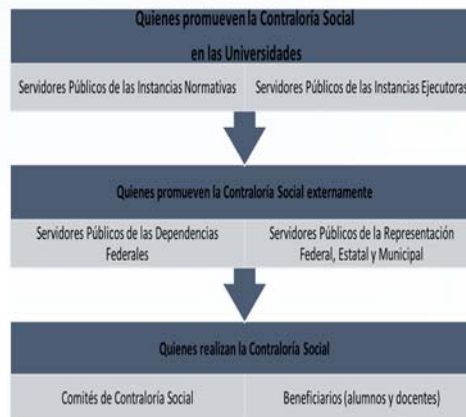 Quienes promueven la Contraloría Social
en las Universidades
Servidores Públicos de las Instancias Normativas
Servidores Públicos de las Instancias Ejecutoras
Quienes promueven la Contraloría Social externamente
Servidores Públicos de las Dependencias
Federales
Servidores Públicos de la Representación
Federal, Estatal y Municipal
Quienes realizan la Contraloría Social
Comités de Contraloría Social
Beneficiarios (alumnos y docentes)